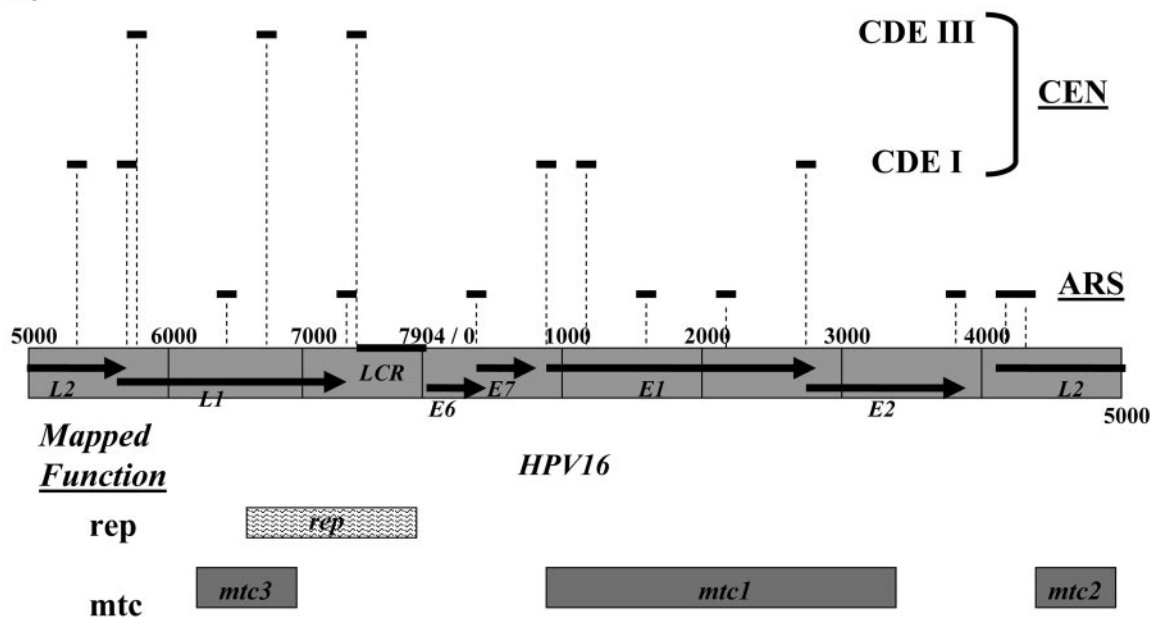 CDE III
CEN
CDE I
ARS
5000 6000 7000 7904 / 0 1000 2000 3000 4000
L2 L1 LCR E6 E7 E1 E2 L2
5000
Mapped
Function
HPV16
rep rep
mtc mtc3 mtc1 mtc2